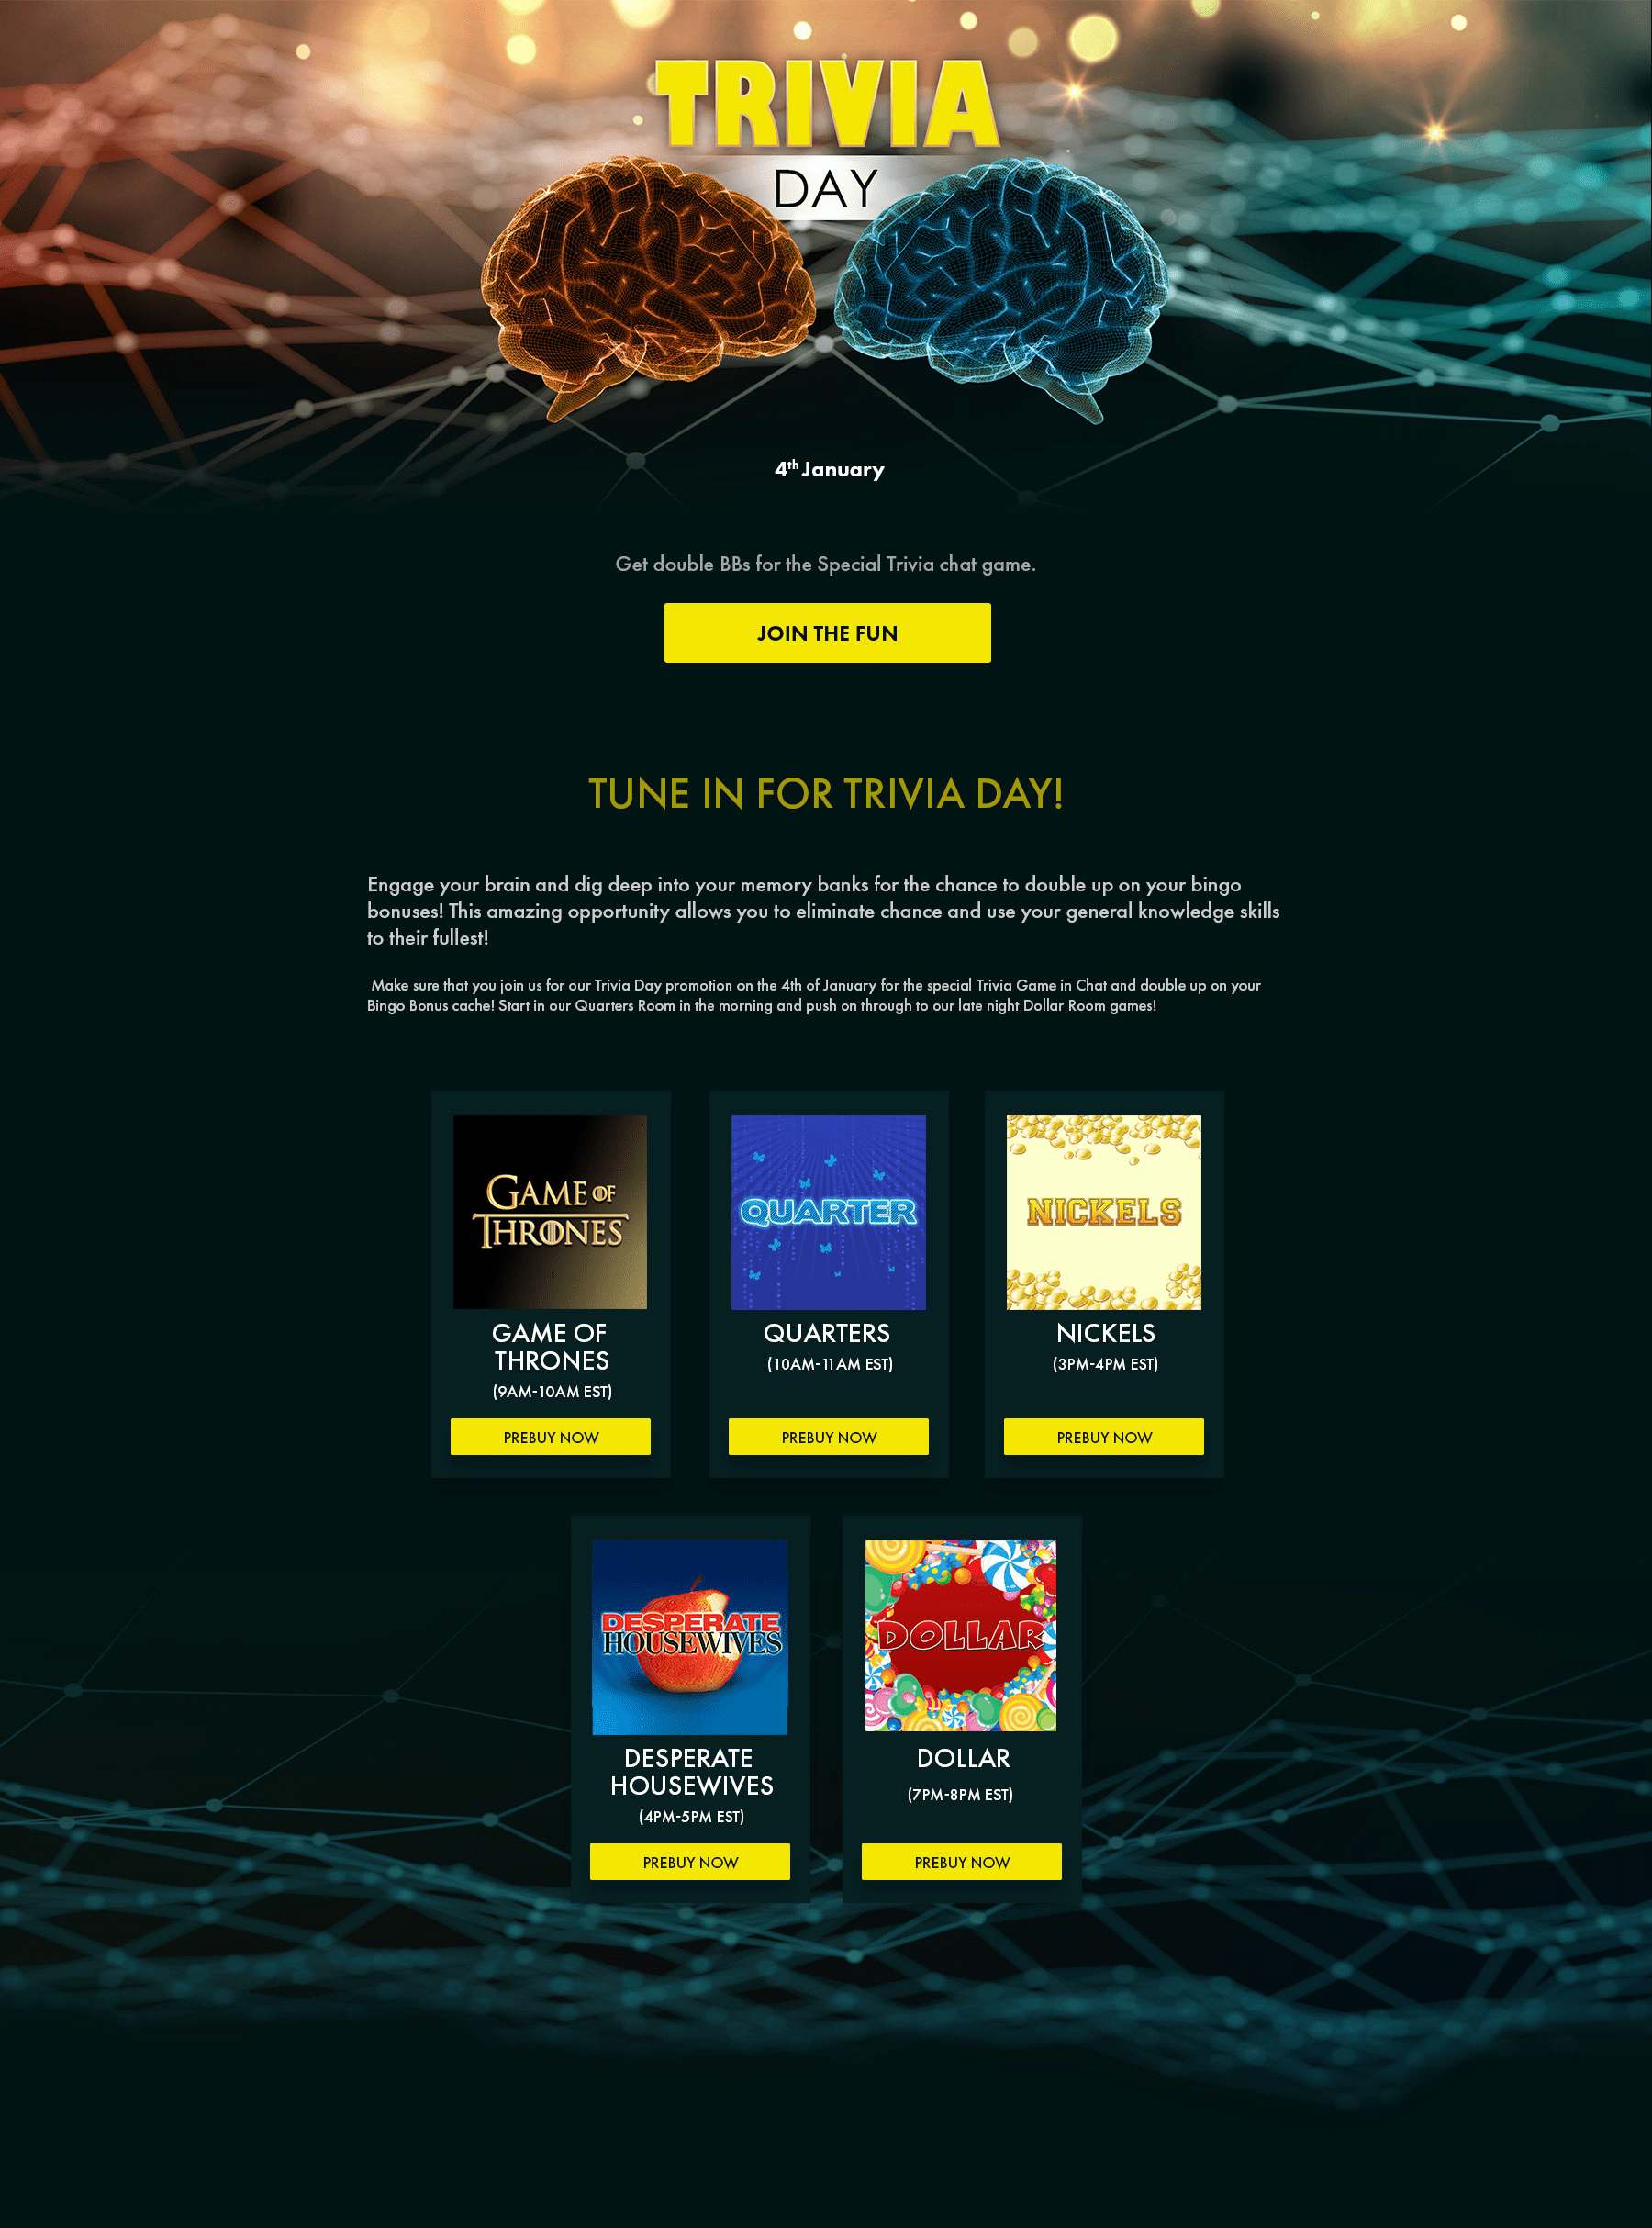 TRIVIA
DAY
4th January
Get double BBs for the Special Trivia chat game.
JOIN THE FUN
TUNE IN FOR TRIVIA DAY!
Engage your brain and dig deep into your memory banks for the chance to double up on your bingo
bonuses! This amazing opportunity allows you to eliminate chance and use your general knowledge skills
to their fullest!
Make sure that you join us for our Trivia Day promotion on the 4th of January for the special Trivia Game in Chat and double up on your
Bingo Bonus cache! Start in our Quarters Room in the morning and push on through to our late night Dollar Room games!
GAME OF
THRONES
GAME OF
THRONES
(9AM-10AM EST)
PREBUY NOW
QUARTER
QUARTERS
(10AM-11AM EST)
PREBUY NOW
NICKELS
NICKELS
(3PM-4PM EST)
PREBUY NOW
DESPERATE
HOUSEWIVES
DESPERATE
HOUSEWIVES
(4PM-5PM EST)
PREBUY NOW
DOLLAR
DOLLAR
(7PM-8PM EST)
PREBUY NOW